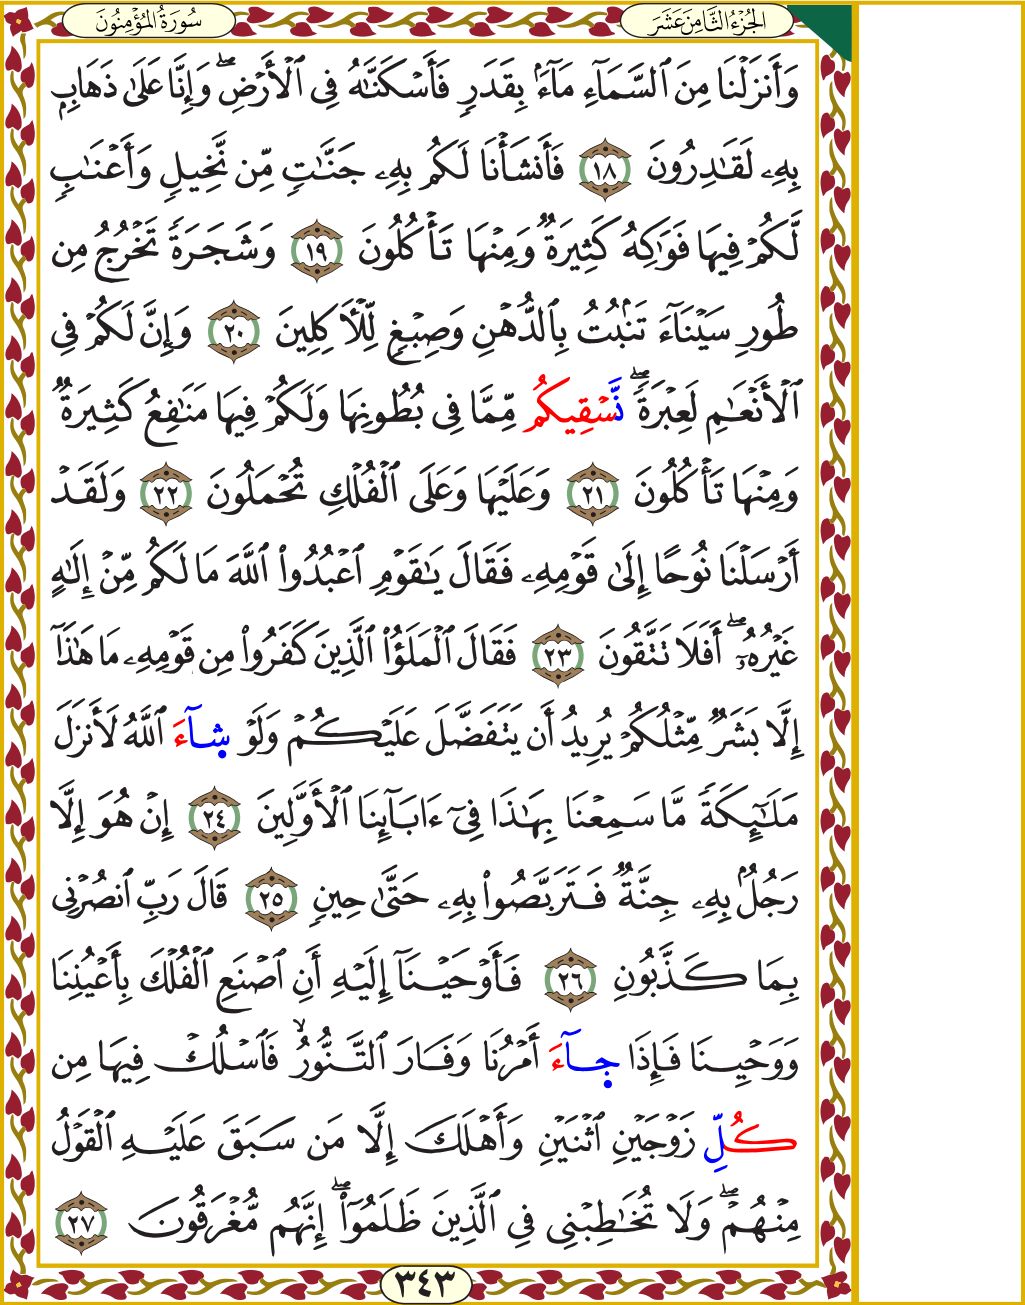 الجُزْءُ الثَّامِنَ عَشَرَ
سُورَةُ المُؤْمِنُونَ
وَأَنزَلۡنَا مِنَ ٱلسَّمَآءِ مَآءَۢ بِقَدَرٖ فَأَسۡكَنَّٰهُ فِي ٱلۡأَرۡضِۖ وَإِنَّا عَلَىٰ ذَهَابِۭ
بِهِۦ لَقَٰدِرُونَ ١٨ فَأَنشَأۡنَا لَكُم بِهِۦ جَنَّٰتٖ مِّن نَّخِيلٖ وَأَعۡنَٰبٖ
لَّكُمۡ فِيهَا فَوَٰكِهُ كَثِيرَةٞ وَمِنۡهَا تَأۡكُلُونَ ١٩ وَشَجَرَةٗ تَخۡرُجُ مِن
طُورِ سَيۡنَآءَ تَنۢبُتُ بِٱلدُّهۡنِ وَصِبۡغٖ لِّلۡأٓكِلِينَ ٢٠ وَإِنَّ لَكُمۡ فِي
ٱلۡأَنۡعَٰمِ لَعِبۡرَةٗۖ نَّسۡقِيكُم مِّمَّا فِي بُطُونِهَا وَلَكُمۡ فِيهَا مَنَٰفِعُ كَثِيرَةٞ
وَمِنۡهَا تَأۡكُلُونَ ٢١ وَعَلَيۡهَا وَعَلَى ٱلۡفُلۡكِ تُحۡمَلُونَ ٢٢ وَلَقَدۡ
أَرۡسَلۡنَا نُوحًا إِلَىٰ قَوۡمِهِۦ فَقَالَ يَٰقَوۡمِ ٱعۡبُدُواْ ٱللَّهَ مَا لَكُم مِّنۡ إِلَٰهٍ
غَيۡرُهُۥٓۖ أَفَلَا تَتَّقُونَ ٢٣ فَقَالَ ٱلۡمَلَؤُاْ ٱلَّذِينَ كَفَرُواْ مِن قَوۡمِهِۦ مَا هَٰذَآ
إِلَّا بَشَرٞ مِّثۡلُكُمۡ يُرِيدُ أَن يَتَفَضَّلَ عَلَيۡكُمۡ وَلَوۡ شَآءَ ٱللَّهُ لَأَنزَلَ
مَلَٰٓئِكَةٗ مَّا سَمِعۡنَا بِهَٰذَا فِيٓ ءَابَآئِنَا ٱلۡأَوَّلِينَ ٢٤ إِنۡ هُوَ إِلَّا
رَجُلُۢ بِهِۦ جِنَّةٞ فَتَرَبَّصُواْ بِهِۦ حَتَّىٰ حِينٖ ٢٥ قَالَ رَبِّ ٱنصُرۡنِي
بِمَا كَذَّبُونِ ٢٦ فَأَوۡحَيۡنَآ إِلَيۡهِ أَنِ ٱصۡنَعِ ٱلۡفُلۡكَ بِأَعۡيُنِنَا
وَوَحۡيِنَا فَإِذَا جَآءَ أَمۡرُنَا وَفَارَ ٱلتَّنُّورُ ۙ فَٱسۡلُكۡ فِيهَا مِن
كُلِّ زَوۡجَيۡنِ ٱثۡنَيۡنِ وَأَهۡلَكَ إِلَّا مَن سَبَقَ عَلَيۡهِ ٱلۡقَوۡلُ
مِنۡهُمۡۖ وَلَا تُخَٰطِبۡنِي فِي ٱلَّذِينَ ظَلَمُوٓاْۖ إِنَّهُم مُّغۡرَقُونَ ٢٧
٣٤٣